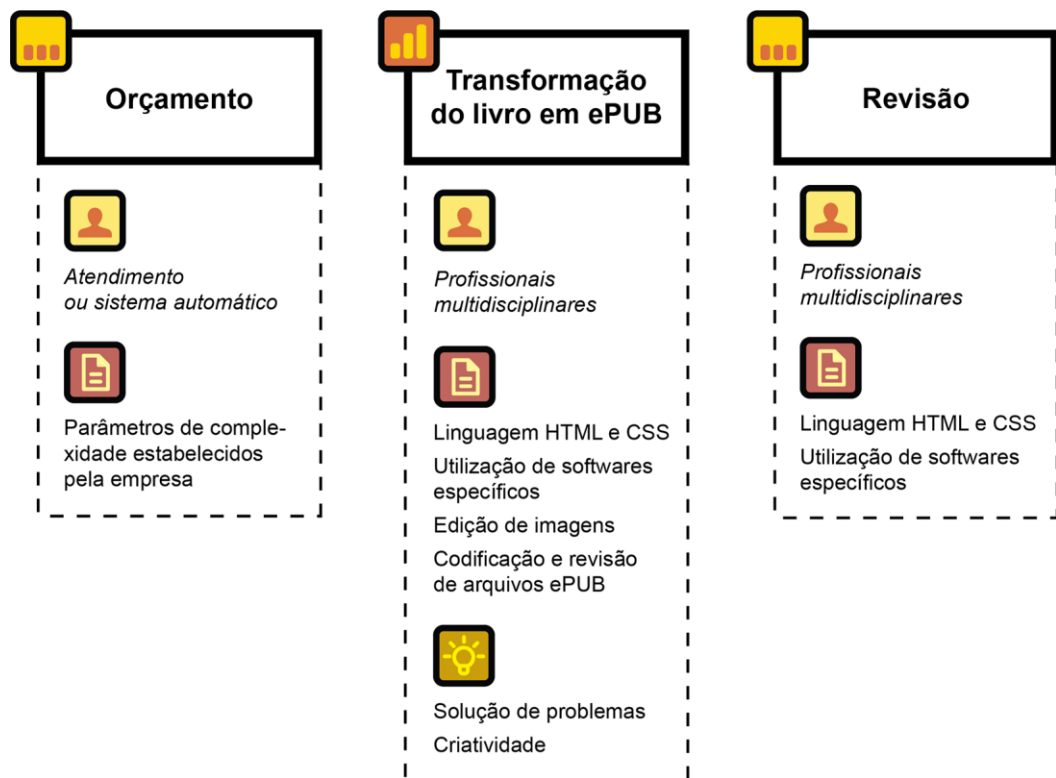 Orçamento
Atendimento
ou sistema automático
Parâmetros de comple-
xidade estabelecidos
pela empresa
Transformação
do livro em ePUB
Profissionais
multidisciplinares
Linguagem HTML e CSS
Utilização de softwares
específicos
Edição de imagens
Codificação e revisão
de arquivos ePUB
Solução de problemas
Criatividade
Revisão
Profissionais
multidisciplinares
Linguagem HTML e CSS
Utilização de softwares
específicos